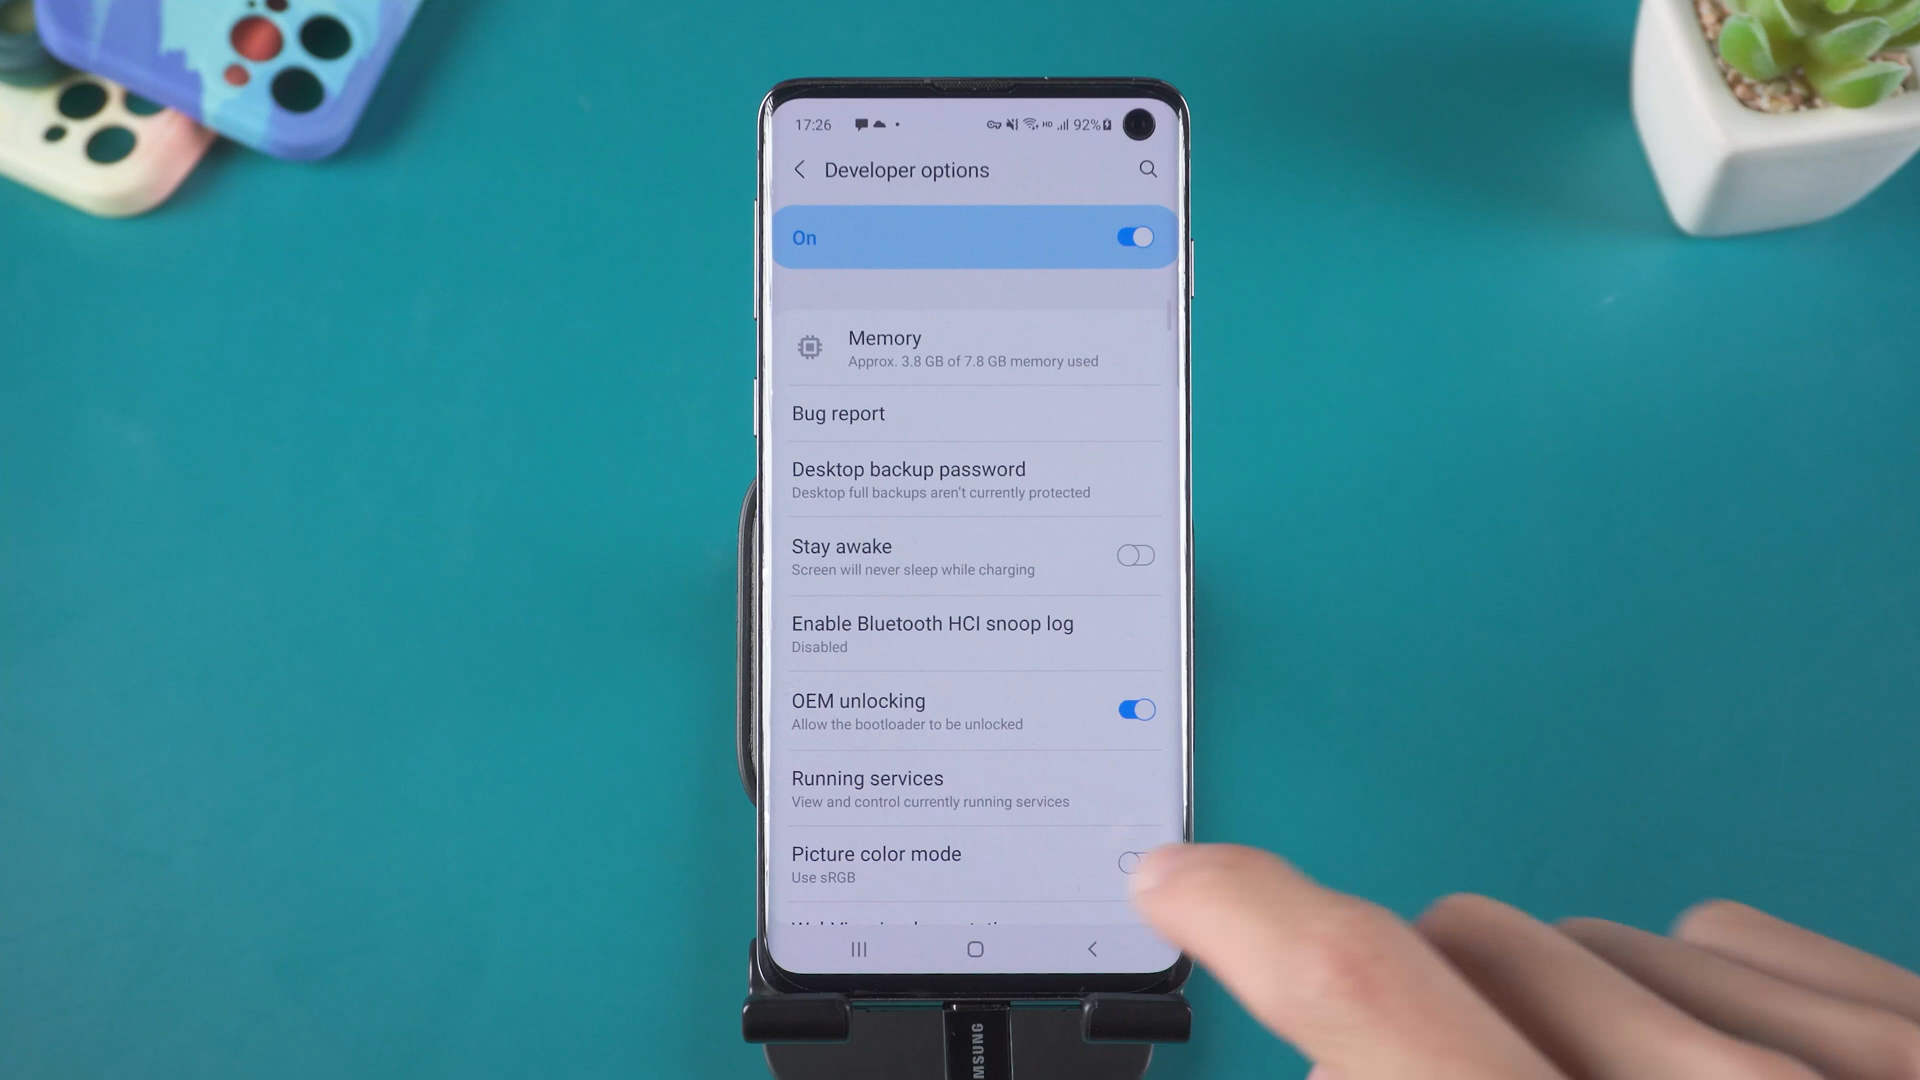 17:26
HD 92%
Developer options
On
Memory
Approx. 3.8 GB of 7.8 GB memory used
Bug report
Desktop backup password
Desktop full backups aren't currently protected
Stay awake
Screen will never sleep while charging
Enable Bluetooth HCI snoop log
Disabled
OEM unlocking
Allow the bootloader to be unlocked
Running services
View and control currently running services
Picture color mode
Use sRGB
MSUNG